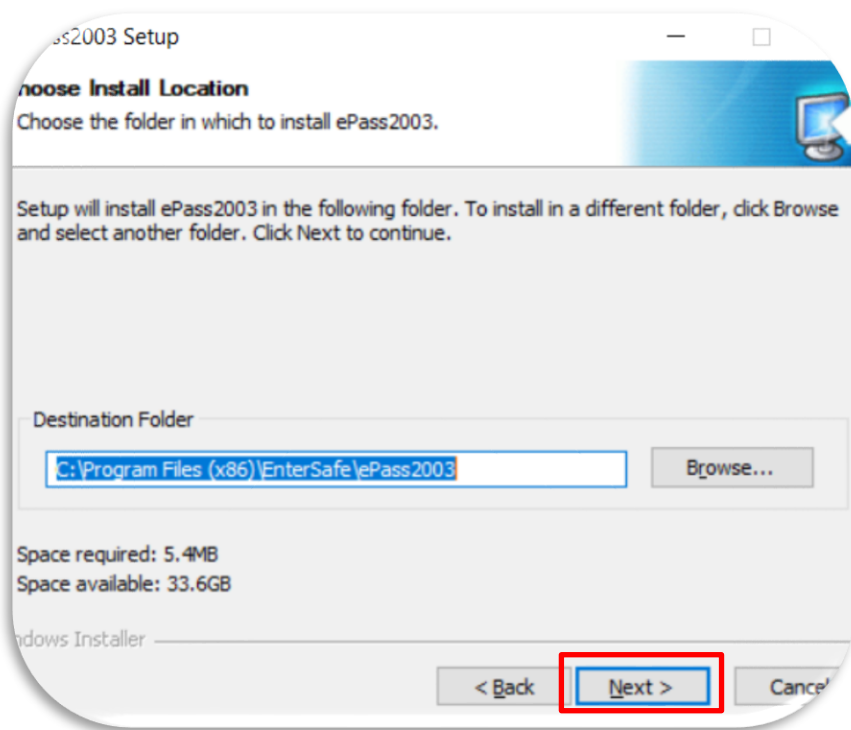 ss2003 Setup
hoose Install Location
Choose the folder in which to install ePass2003.
Setup will install ePass2003 in the following folder. To install in a different folder, click Browse
and select another folder. Click Next to continue.
Destination Folder
C:\Program Files (x86)\EnterSafe\ePass2003
Browse...
Space required: 5.4MB
Space available: 33.6GB
ndows Installer
< Back
Next >
Cancel